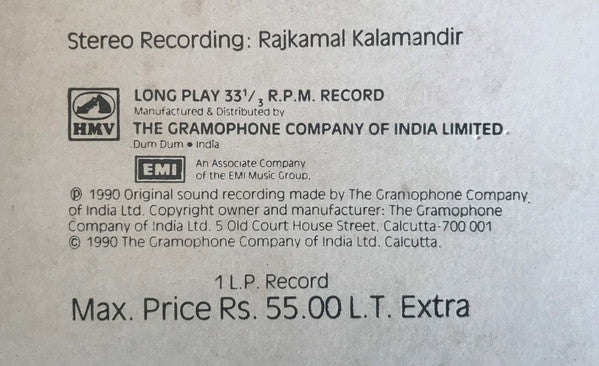 Stereo Recording: Rajkamal Kalamandir
HMV
LONG PLAY 33 1/3 R.P.M. RECORD
Manufactured & Distributed by
THE GRAMOPHONE COMPANY OF INDIA LIMITED.
Dum Dum • India
EMI
An Associate Company
of the EMI Music Group.
℗ 1990 Original sound recording made by The Gramophone Company
of India Ltd. Copyright owner and manufacturer: The Gramophone
Company of India Ltd. 5 Old Court House Street, Calcutta-700 001
© 1990 The Gramophone Company of India Ltd. Calcutta.
1 L.P. Record
Max. Price Rs. 55.00 L.T. Extra